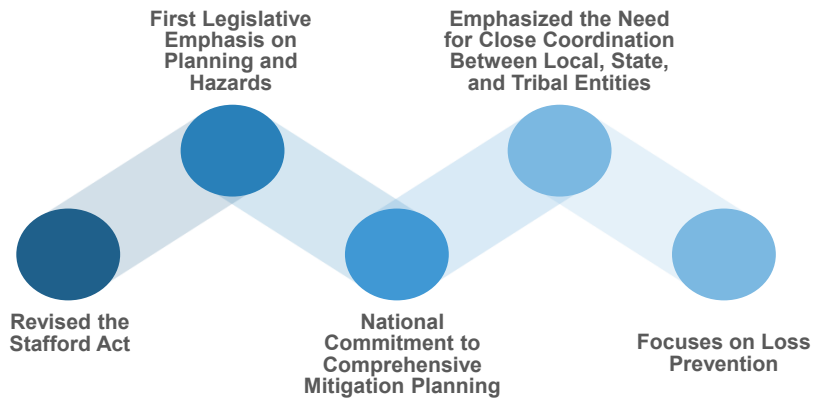 First Legislative
Emphasis on
Planning and
Hazards
Emphasized the Need
for Close Coordination
Between Local, State,
and Tribal Entities
Revised the
Stafford Act
National
Commitment to
Comprehensive
Mitigation Planning
Focuses on Loss
Prevention